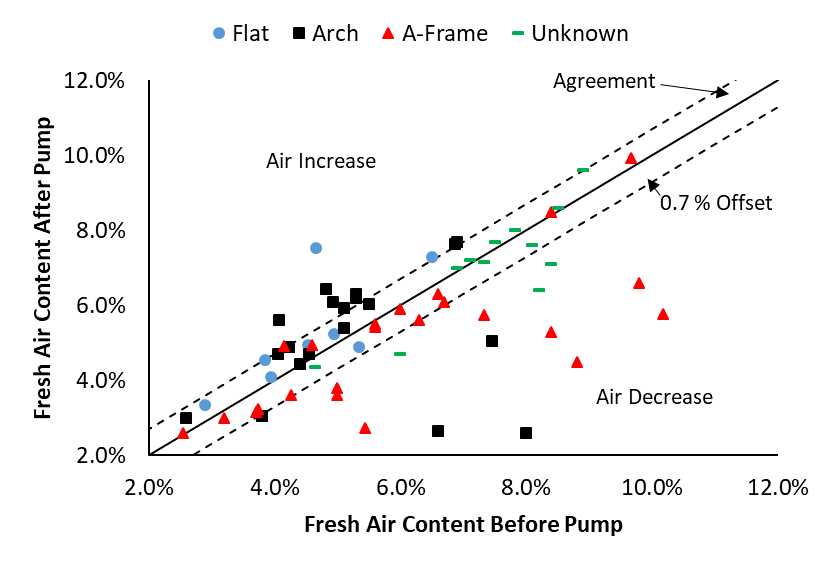 Flat Arch A-Frame Unknown
12.0%
Agreement
Air Increase
10.0%
0.7 % Offset
8.0%
6.0%
4.0%
Air Decrease
2.0%
2.0% 4.0% 6.0% 8.0% 10.0% 12.0%
Fresh Air Content Before Pump
Fresh Air Content After Pump